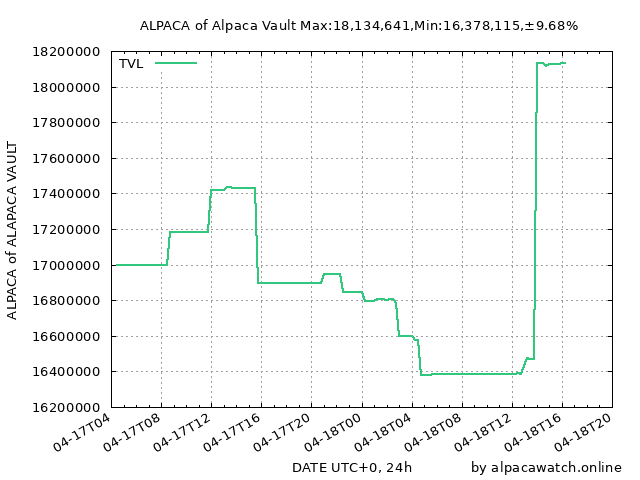 ALPACA of Alpaca Vault Max:18,134,641,Min:16,378,115,±9.68%
18200000
TVL
18000000
17800000
17600000
17400000
17200000
17000000
16800000
16600000
16400000
16200000
ALPACA of ALAPACA VAULT
04-17T04
04-17T08
04-17T12
04-17T16
04-17T20
04-18T00
04-18T04
04-18T08
04-18T12
04-18T16
04-18T20
DATE UTC+0, 24h
by alpacawatch.online